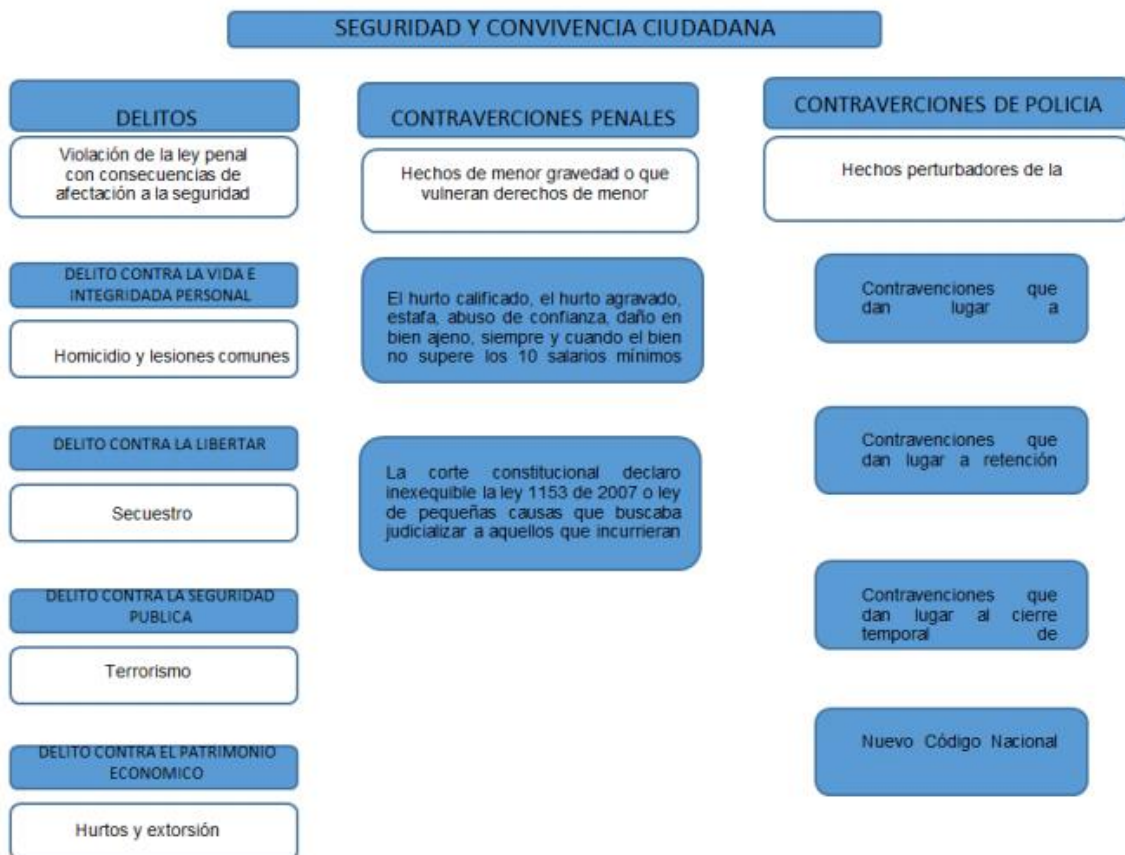 SEGURIDAD Y CONVIVENCIA CIUDADANA
DELITOS
Violación de la ley penal
con consecuencias de
afectación a la seguridad
DELITO CONTRA LA VIDA E
INTEGRIDADA PERSONAL
Homicidio y lesiones comunes
DELITO CONTRA LA LIBERTAR
Secuestro
DELITO CONTRA LA SEGURIDAD
PUBLICA
Terrorismo
DELITO CONTRA EL PATRIMONIO
ECONOMICO
Hurtos y extorsión
CONTRAVERCIONES PENALES
Hechos de menor gravedad o que
vulneran derechos de menor
El hurto calificado, el hurto agravado,
estafa, abuso de confianza, daño en
bien ajeno, siempre y cuando el bien
no supere los 10 salarios mínimos
La corte constitucional declaro
inexequible la ley 1153 de 2007 o ley
de pequeñas causas que buscaba
judicializar a aquellos que incurrieran
CONTRAVERCIONES DE POLICIA
Hechos perturbadores de la
Contravenciones que
dan lugar a
Contravenciones que
dan lugar a retención
Contravenciones que
dan lugar al cierre
temporal de
Nuevo Código Nacional